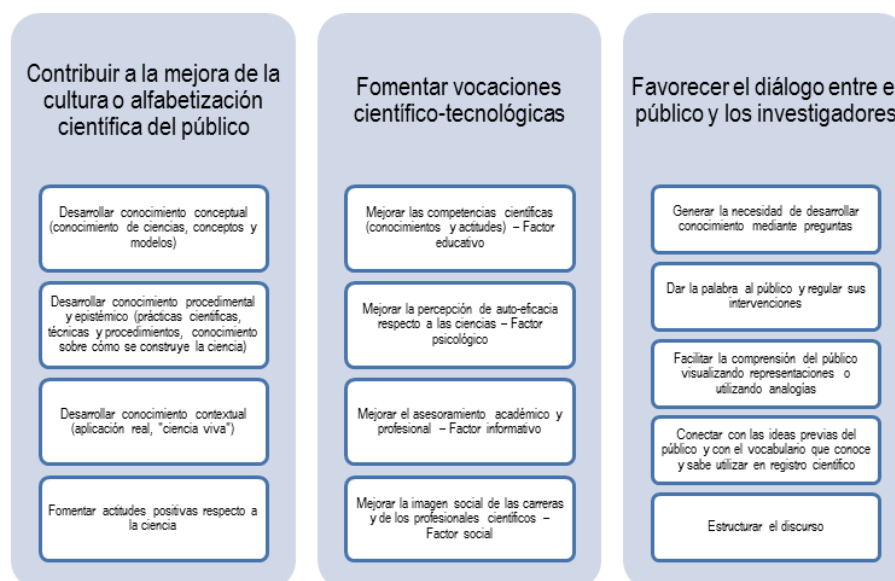 Contribuir a la mejora de la
cultura o alfabetización
científica del público
Desarrollar conocimiento conceptual
(conocimiento de ciencias, conceptos y
modelos)
Desarrollar conocimiento procedimental
y epistémico (prácticas científicas,
técnicas y procedimientos, conocimiento
sobre cómo se construye la ciencia)
Desarrollar conocimiento contextual
(aplicación real, "ciencia viva")
Fomentar actitudes positivas respecto a
la ciencia
Fomentar vocaciones
científico-tecnológicas
Mejorar las competencias científicas
(conocimientos y actitudes) – Factor
educativo
Mejorar la percepción de auto-eficacia
respecto a las ciencias – Factor
psicológico
Mejorar el asesoramiento académico y
profesional – Factor informativo
Mejorar la imagen social de las carreras
y de los profesionales científicos –
Factor social
Favorecer el diálogo entre e
público y los investigadores
Generar la necesidad de desarrollar
conocimiento mediante preguntas
Dar la palabra al público y regular sus
intervenciones
Facilitar la comprensión del público
visualizando representaciones o
utilizando analogías
Conectar con las ideas previas del
público y con el vocabulario que conoce
y sabe utilizar en registro científico
Estructurar el discurso